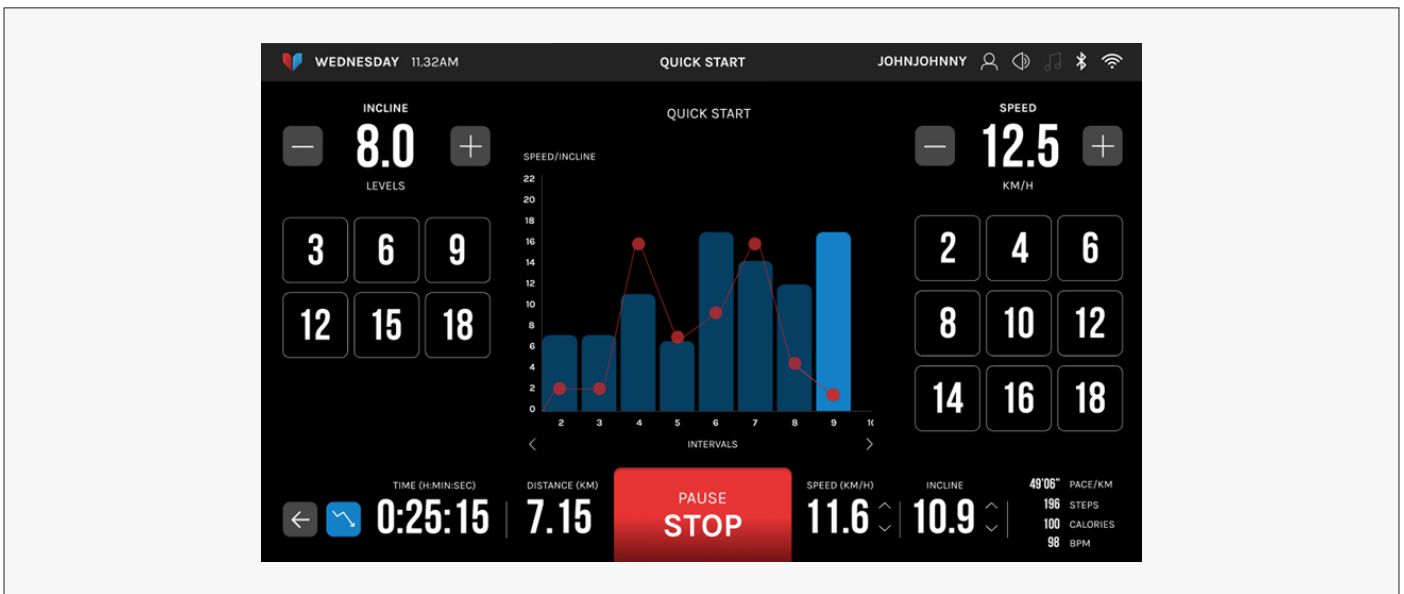 WEDNESDAY 11.32AM
QUICK START
JOHNJOHNNY
INCLINE
8.0
LEVELS
3 6 9
12 15 18
QUICK START
SPEED/INCLINE
22
20
18
16
14
12
10
8
6
4
2
0
2 3 4 5 6 7 8 9
INTERVALS
SPEED
12.5
KM/H
2 4 6
8 10 12
14 16 18
TIME (H:MIN:SEC)
0:25:15
DISTANCE (KM)
7.15
PAUSE
STOP
SPEED (KM/H)
11.6
INCLINE
10.9
49'06" PACE/KM
196 STEPS
100 CALORIES
98 BPM